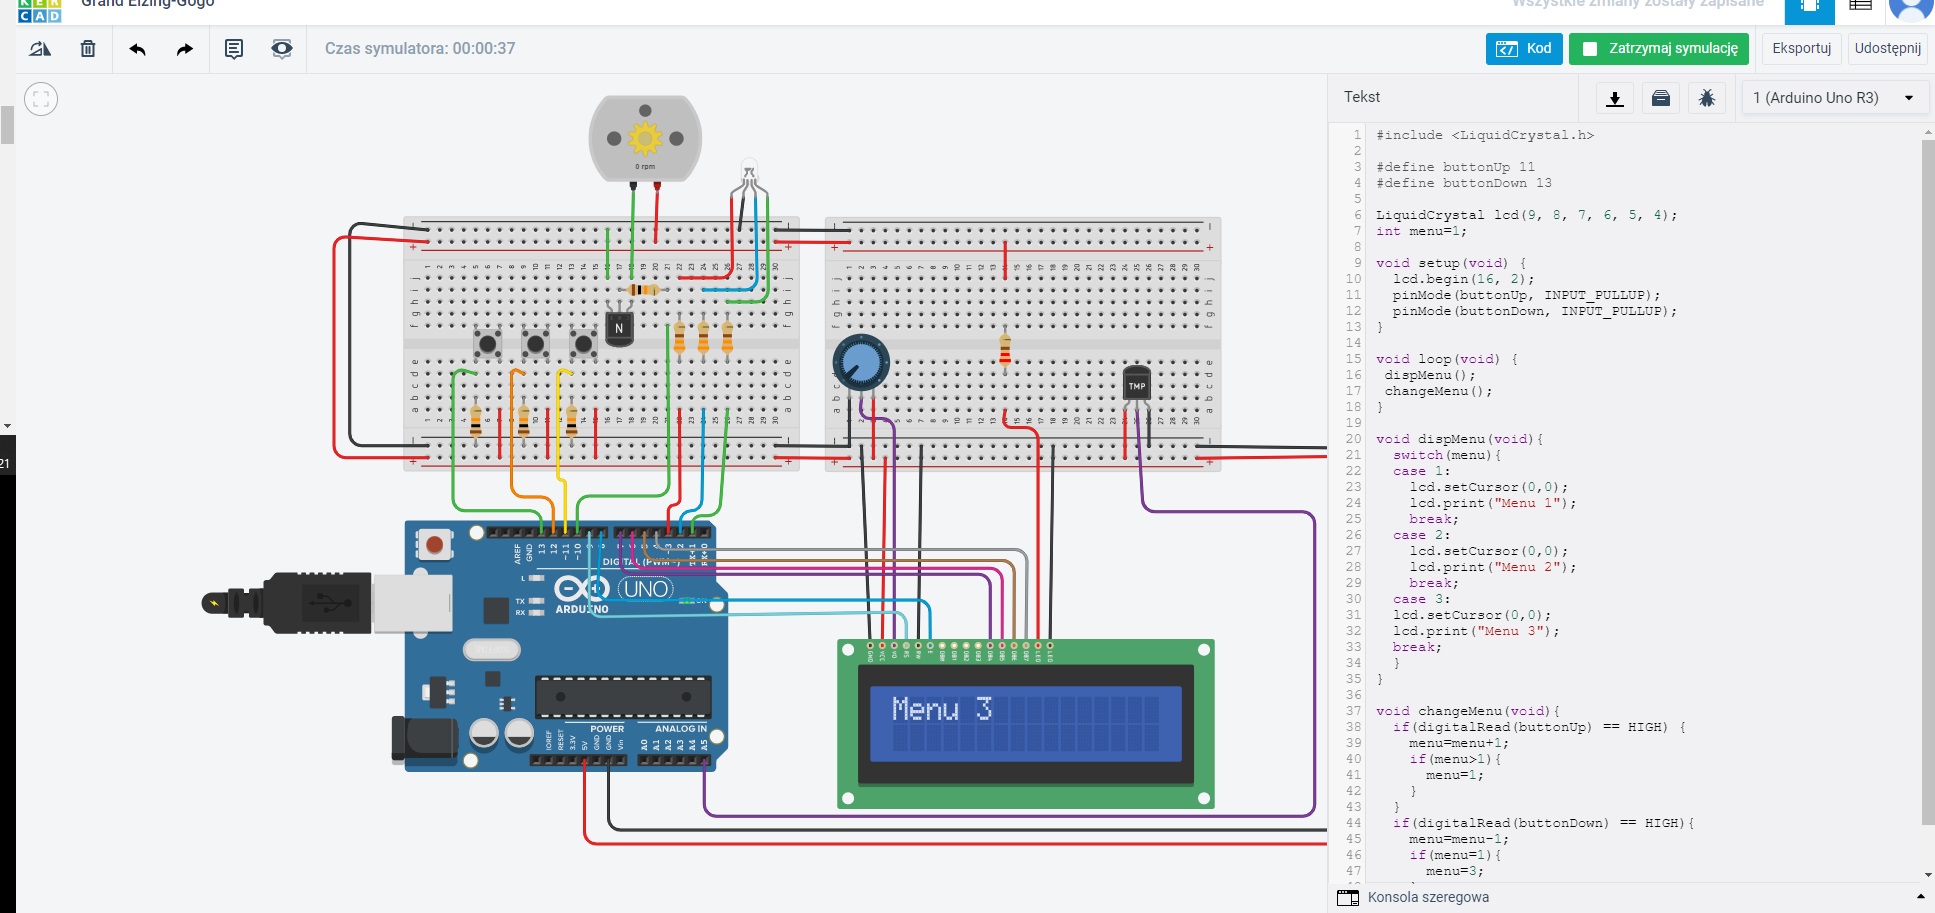 KER
CAD
Grand Elzing-Gogo
Wszystkie zmiany zostały zapisane
Czas symulatora: 00:00:37
Kod
Zatrzymaj symulację
Eksportuj
Udostępnij
Tekst
1 (Arduino Uno R3)
21
0 rpm
N
TMP
AREF
GND
13
12
~11
~10
DIGITAL (PWM~)
L
TX
RX
UNO
ARDUINO
POWER
ANALOG IN
IOREF
RESET
3.3V
5V
GND
GND
Vin
A0
A1
A2
A3
A4
A5
Menu 3
1 #include <LiquidCrystal.h>
2
3 #define buttonUp 11
4 #define buttonDown 13
5
6 LiquidCrystal lcd(9, 8, 7, 6, 5, 4);
7 int menu=1;
8
9 void setup(void) {
10 lcd.begin(16, 2);
11 pinMode(buttonUp, INPUT_PULLUP);
12 pinMode(buttonDown, INPUT_PULLUP);
13 }
14
15 void loop(void) {
16 dispMenu();
17 changeMenu();
18 }
19
20 void dispMenu(void){
21 switch(menu){
22 case 1:
23 lcd.setCursor(0,0);
24 lcd.print("Menu 1");
25 break;
26 case 2:
27 lcd.setCursor(0,0);
28 lcd.print("Menu 2");
29 break;
30 case 3:
31 lcd.setCursor(0,0);
32 lcd.print("Menu 3");
33 break;
34 }
35 }
36
37 void changeMenu(void){
38 if(digitalRead(buttonUp) == HIGH) {
39 menu=menu+1;
40 if(menu>1){
41 menu=1;
42 }
43 }
44 if(digitalRead(buttonDown) == HIGH){
45 menu=menu-1;
46 if(menu=1){
47 menu=3;
Konsola szeregowa